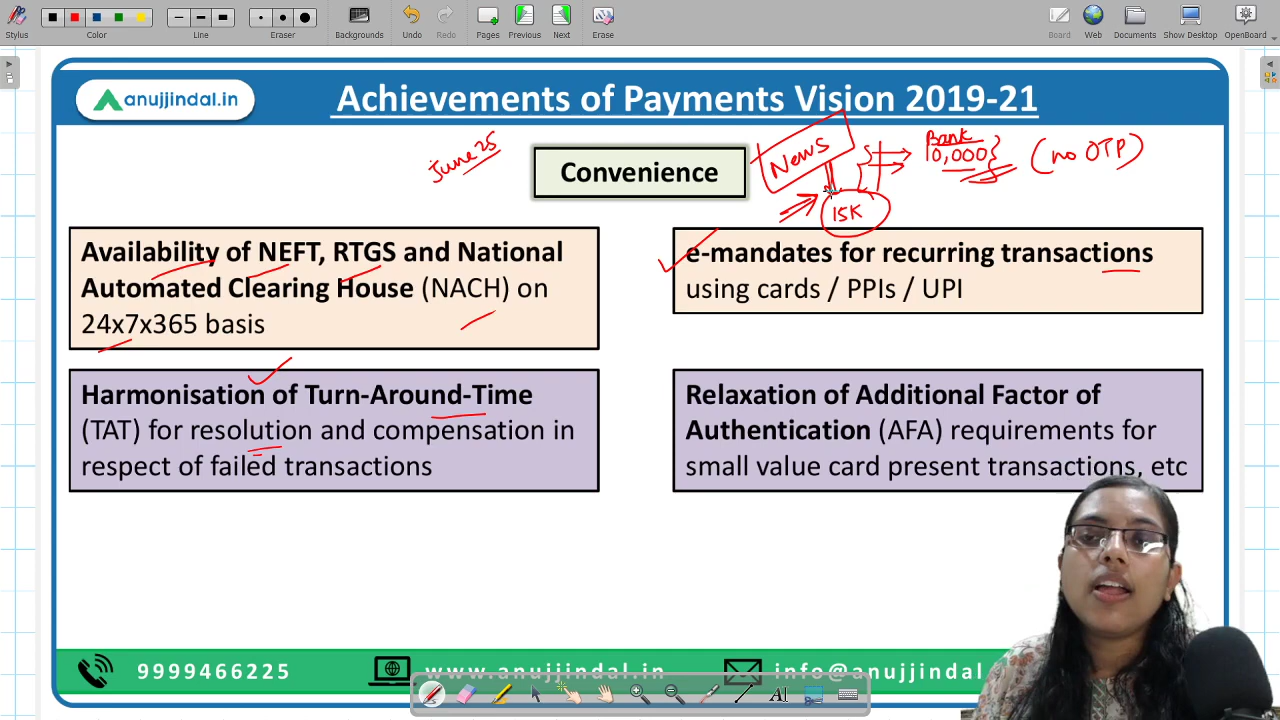 Stylus
Color
Line
Eraser
Backgrounds
Undo
Redo
Pages
Previous
Next
Erase
Board
Web
Documents
Show Desktop
OpenBoard
anujjindal.in
Achievements of Payments Vision 2019-21
June 25
Convenience
News
15K
Bank
10,000
(no OTP)
Availability of NEFT, RTGS and National
Automated Clearing House (NACH) on
24x7x365 basis
e-mandates for recurring transactions
using cards / PPIs / UPI
Harmonisation of Turn-Around-Time
(TAT) for resolution and compensation in
respect of failed transactions
Relaxation of Additional Factor of
Authentication (AFA) requirements for
small value card present transactions, etc
9999466225
www.anujjindal.in
info@anujjindal
AI